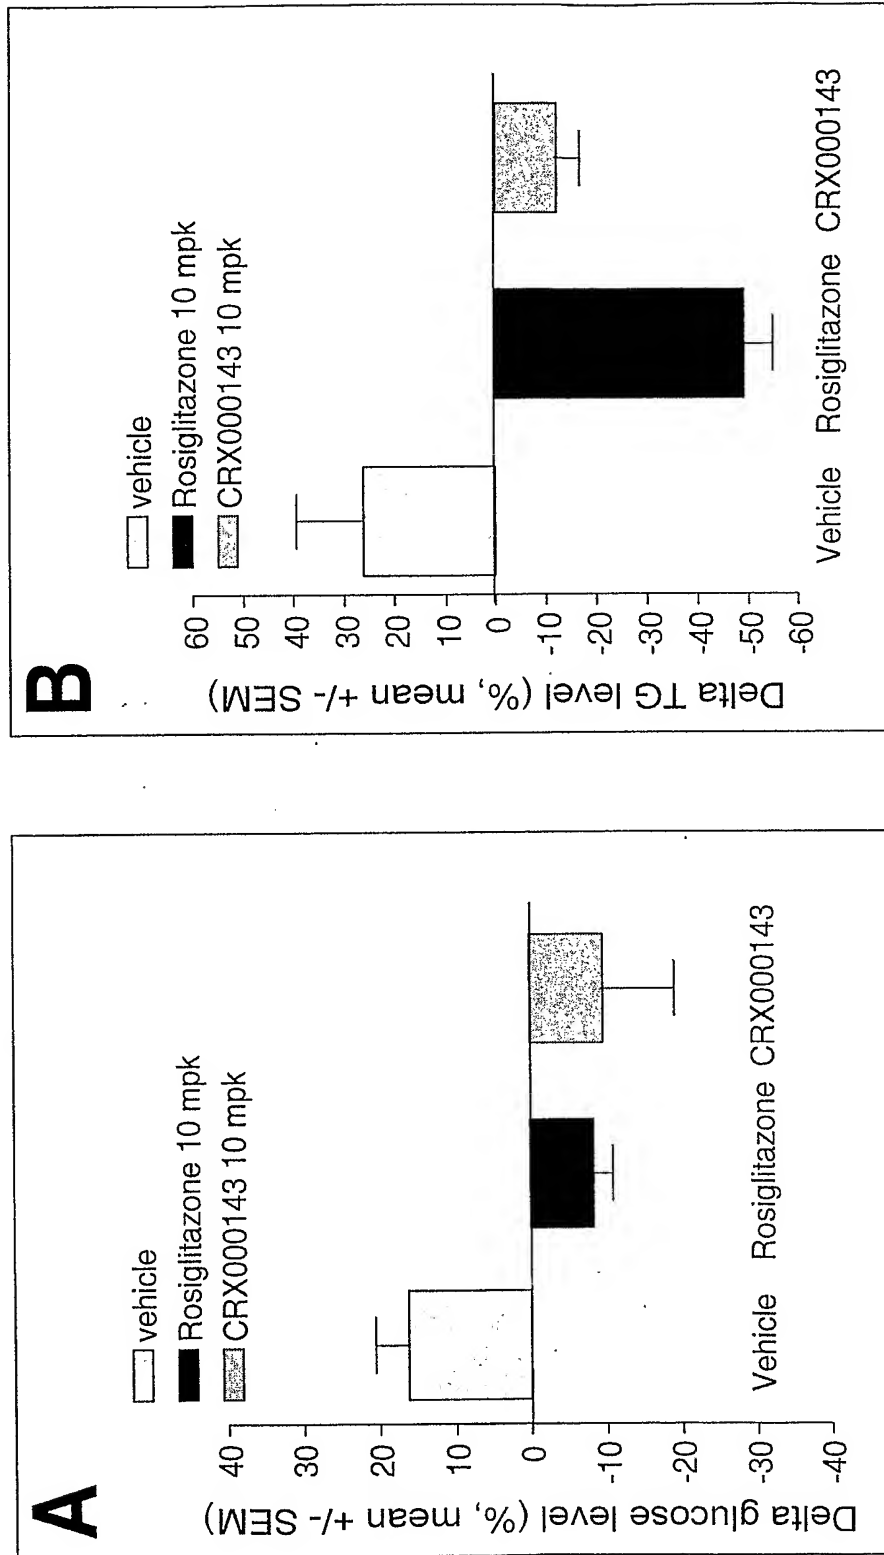 A
vehicle
Rosiglitazone 10 mpk
CRX000143 10 mpk
Delta glucose level (%, mean +/- SEM)
40
30
20
10
0
-10
-20
-30
-40
Vehicle Rosiglitazone CRX000143
B
vehicle
Rosiglitazone 10 mpk
CRX000143 10 mpk
Delta TG level (%, mean +/- SEM)
60
50
40
30
20
10
0
-10
-20
-30
-40
-50
-60
Vehicle Rosiglitazone CRX000143